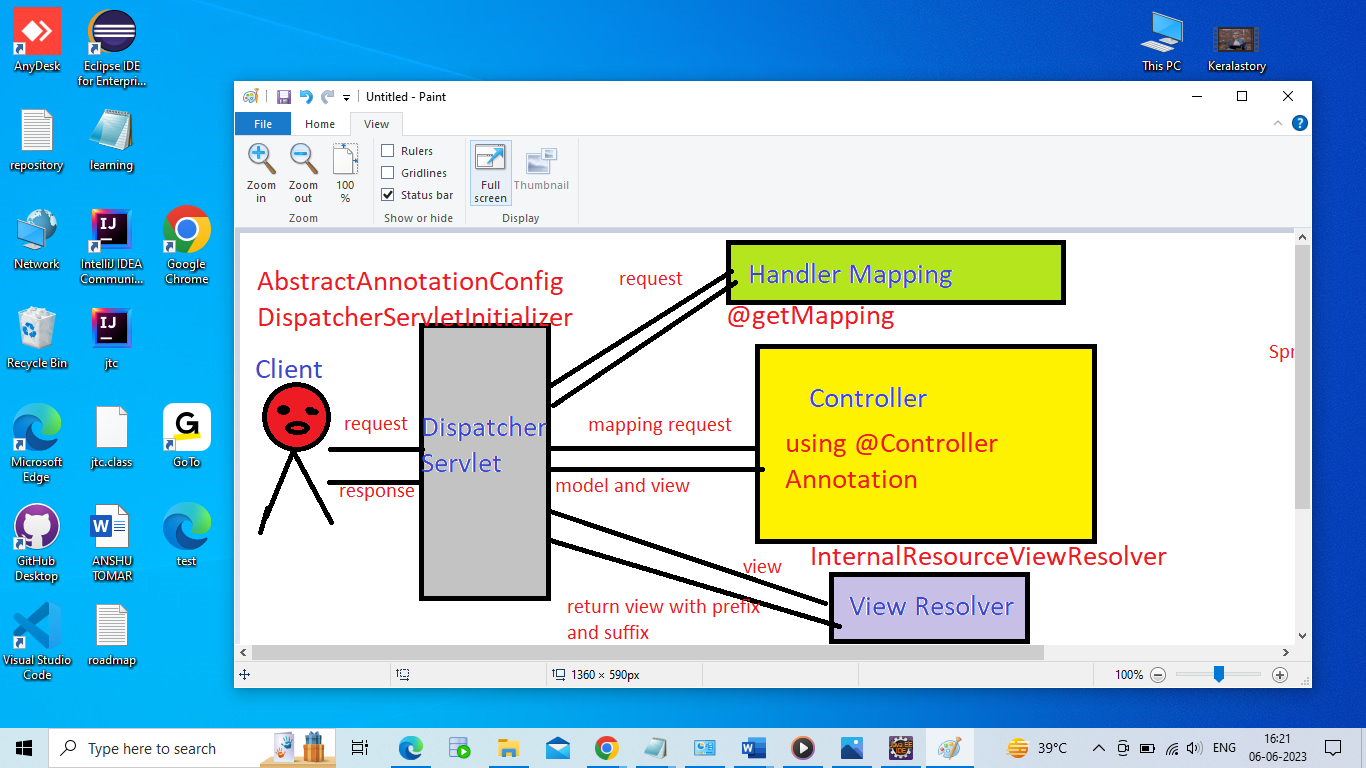 AnyDesk
Eclipse IDE
for Enterpri...
This PC
Keralastory
repository
learning
Network
IntelliJ IDEA
Communi...
Google
Chrome
Recycle Bin
jtc
Microsoft
Edge
jtc.class
GoTo
GitHub
Desktop
ANSHU
TOMAR
test
Visual Studio
Code
roadmap
Untitled - Paint
File
Home
View
Zoom
in
Zoom
out
100
%
Rulers
Gridlines
Status bar
Full
screen
Thumbnail
Zoom
Show or hide
Display
AbstractAnnotationConfig
DispatcherServletInitializer
request
Handler Mapping
@getMapping
Spr
Client
Controller
request
Dispatcher
Servlet
mapping request
using @Controller
Annotation
response
model and view
InternalResourceViewResolver
view
View Resolver
return view with prefix
and suffix
1360 × 590px
100%
Type here to search
39°C
ENG
16:21
06-06-2023